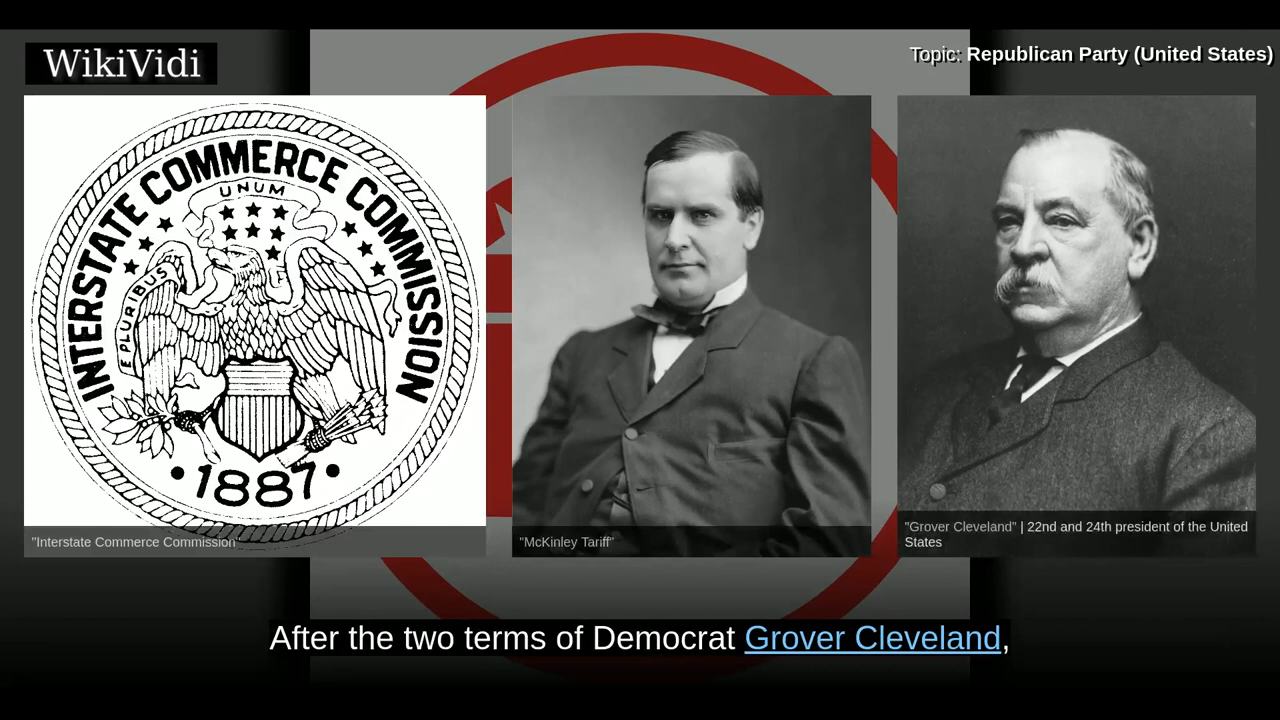 WikiVidi
Topic: Republican Party (United States)
INTERSTATE COMMERCE COMMISSION
E PLURIBUS
UNUM
•1887•
"Interstate Commerce Commission"
"McKinley Tariff"
"Grover Cleveland" | 22nd and 24th president of the United
States
After the two terms of Democrat Grover Cleveland,